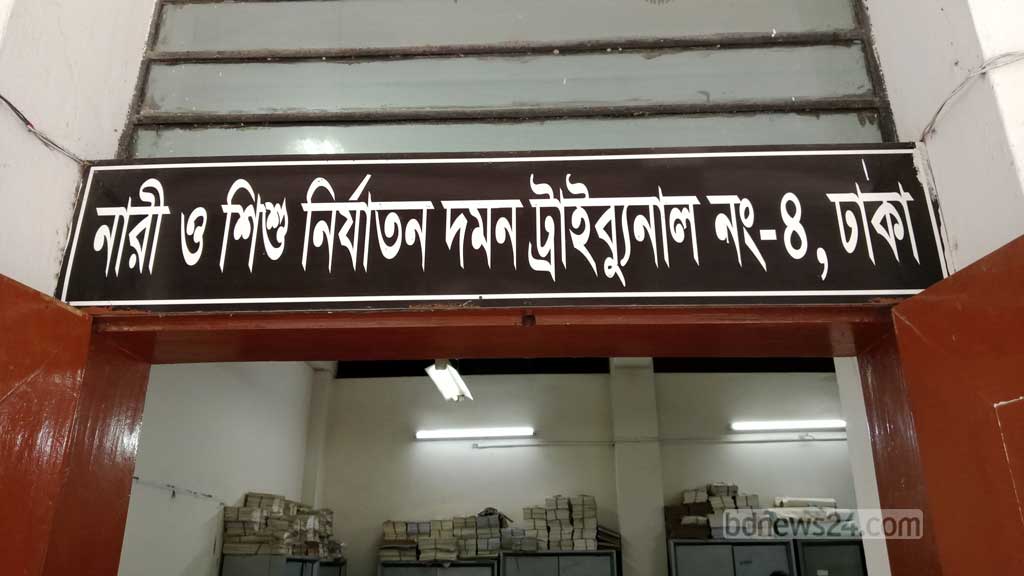 নারী ও শিশু নির্যাতন দমন ট্রাইব্যুনাল নং-৪, ঢাকা
bdnews24.com